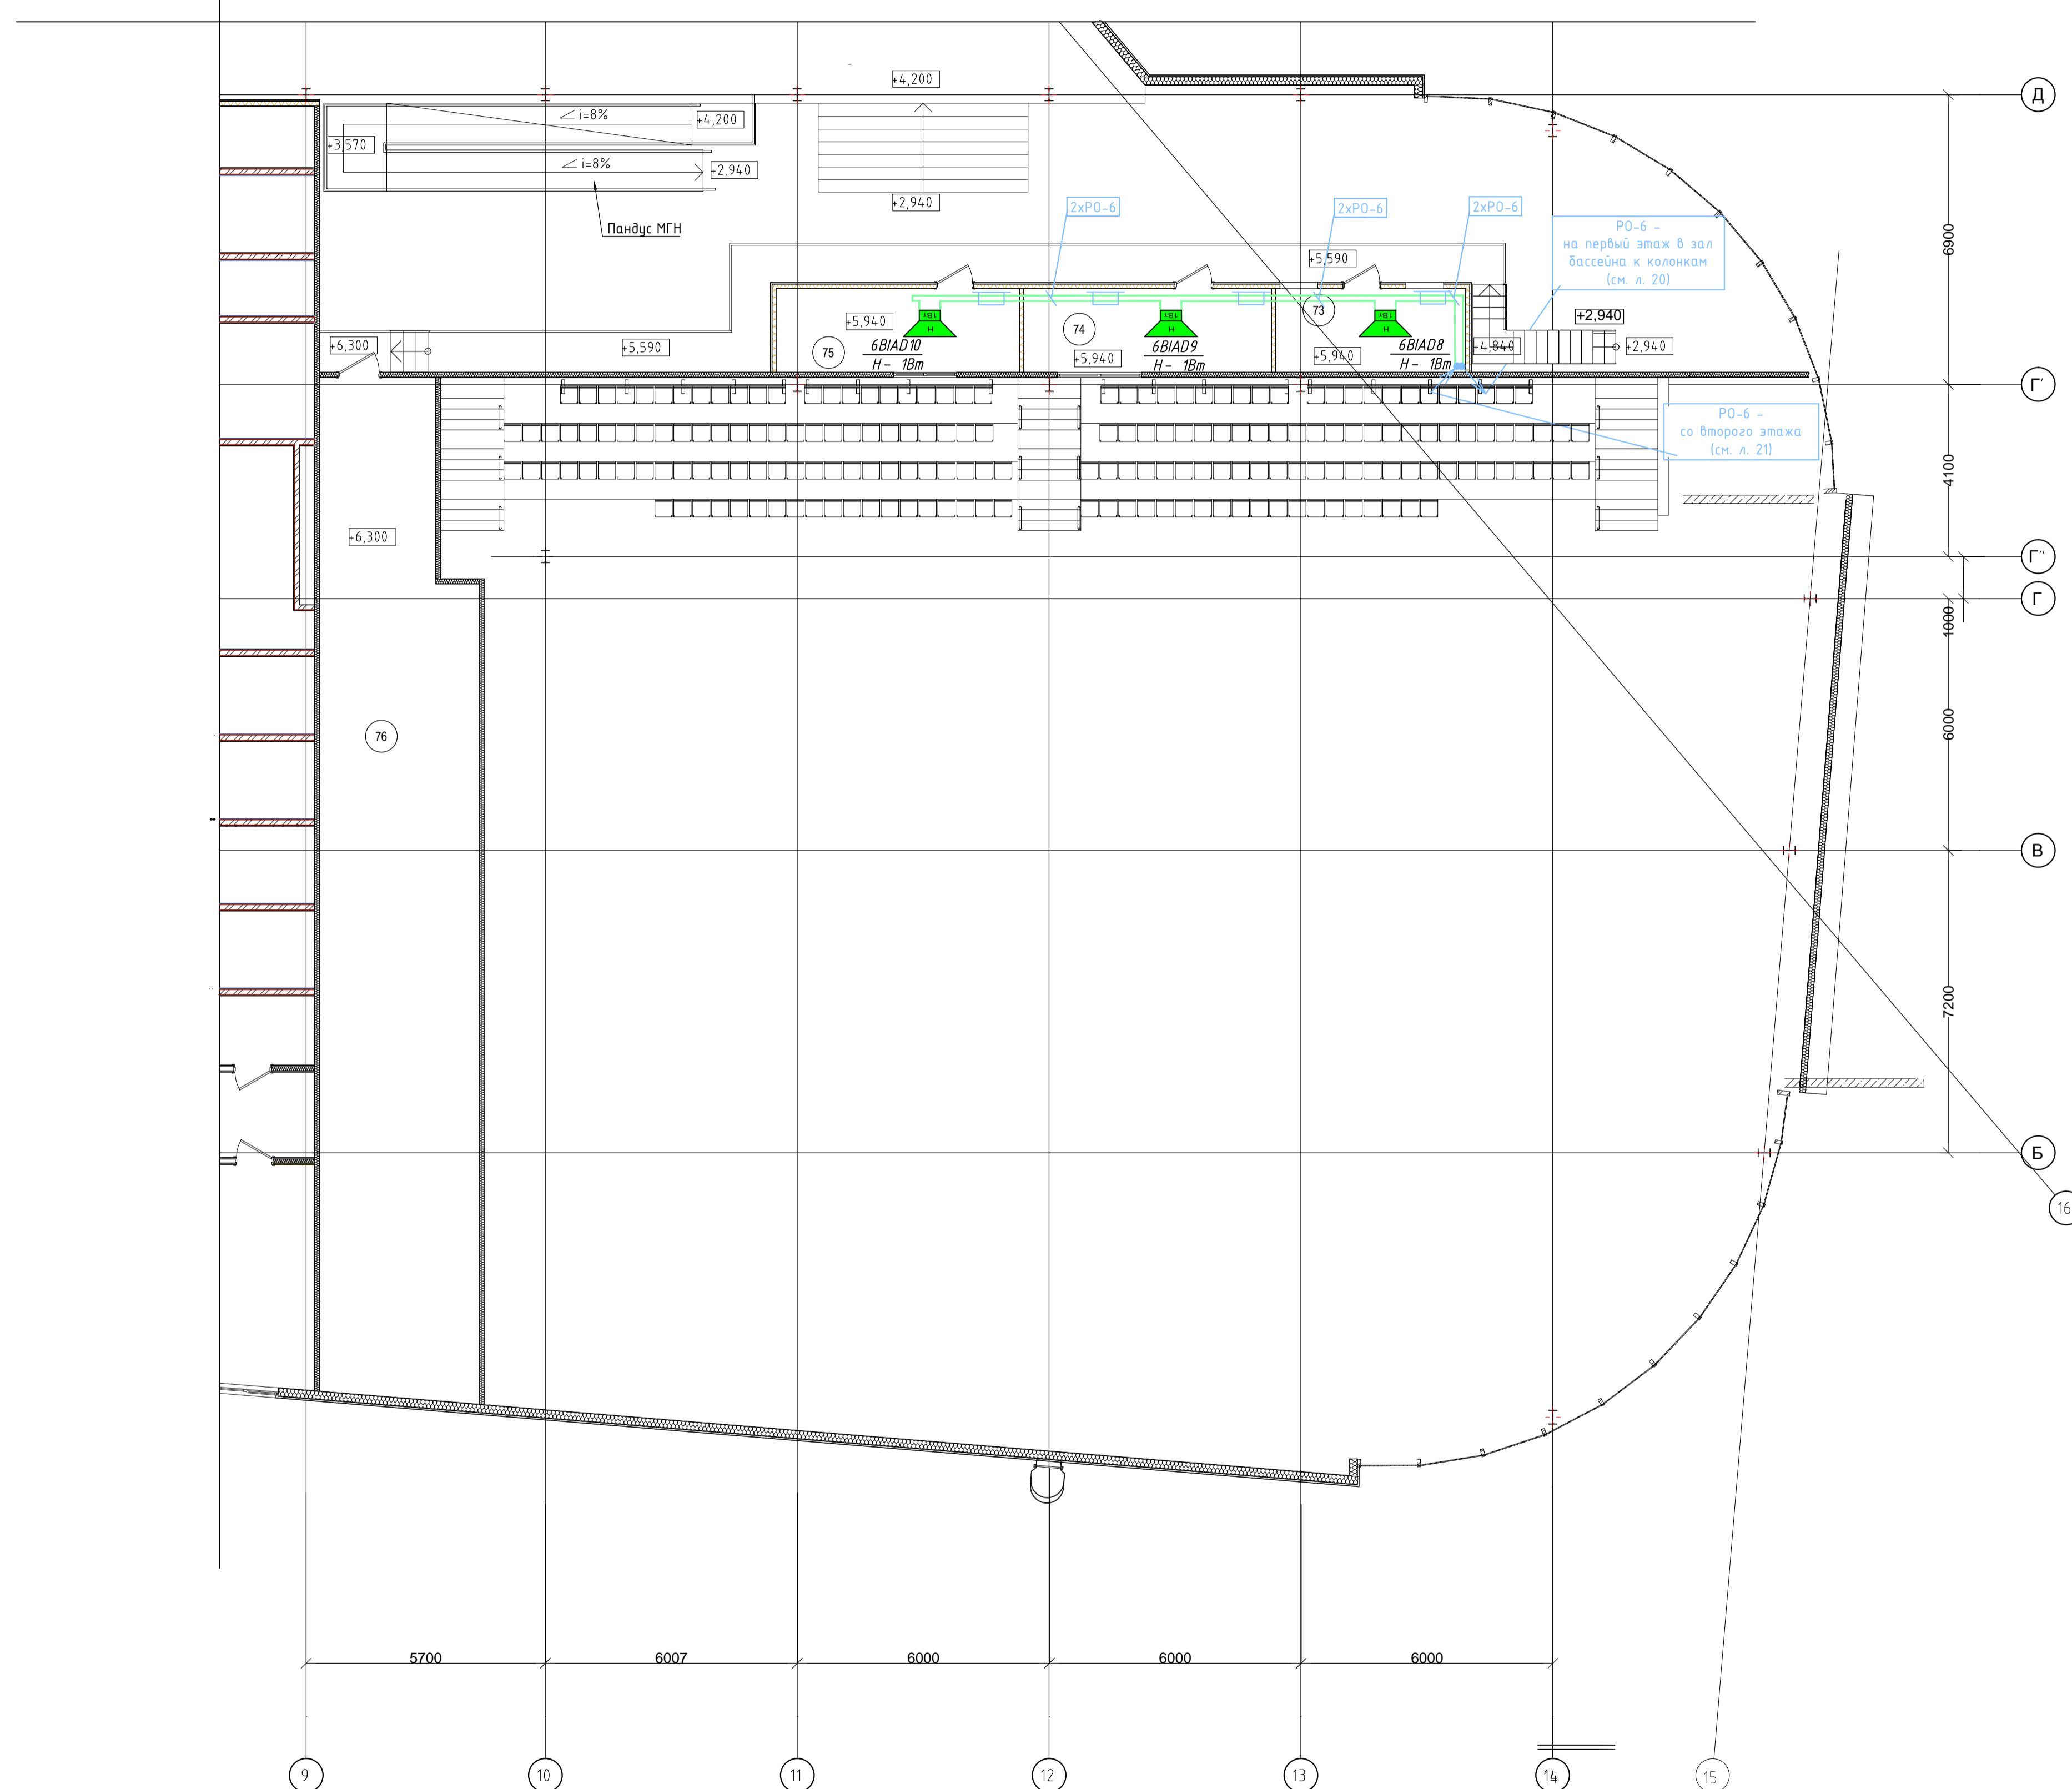 +4,200
Д
i=8%
+4,200
+3,570
i=8%
+2,940
+2,940
Пандус МГН
2хРО-6
2хРО-6
2хРО-6
РО-6 -
на первый этаж в зал
бассейна к колонкам
(см. л. 20)
6900
+5,590
73
+5,940
1Вт
Н
74
1Вт
Н
1Вт
Н
+2,940
+6,300
+5,590
75
6BIAD10
Н - 1Вт
+5,940
6BIAD9
Н - 1Вт
+5,940
6BIAD8
Н - 1Вт
+4,840
+2,940
Г'
РО-6 -
со второго этажа
(см. л. 21)
4100
+6,300
Г''
Г
1000
76
6000
В
7200
Б
16
5700
6007
6000
6000
6000
9
10
11
12
13
14
15